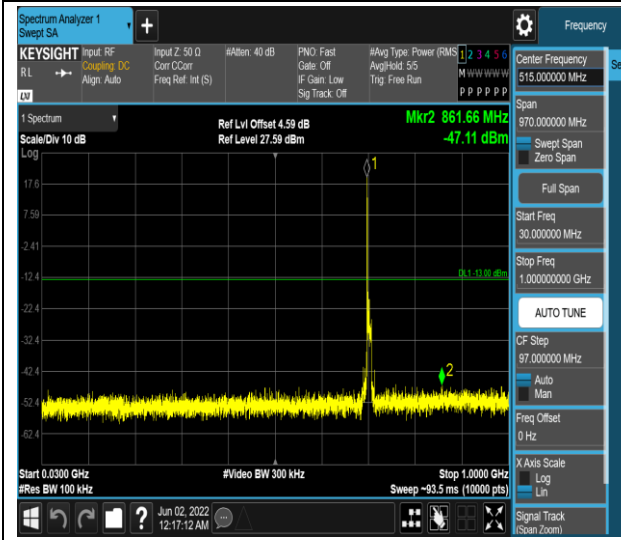 Spectrum Analyzer 1
Swept SA
+
Frequency
KEYSIGHT
RL
LXI
Input: RF
Coupling: DC
Align: Auto
Input Z: 50 Ω
Corr CCorr
Freq Ref: Int (S)
#Atten: 40 dB
PNO: Fast
Gate: Off
IF Gain: Low
Sig Track: Off
#Avg Type: Power (RMS
Avg|Hold: 5/5
Trig: Free Run
1 2 3 4 5 6
M W W W W W
P P P P P P
1 Spectrum
Scale/Div 10 dB
Log
Ref Lvl Offset 4.59 dB
Ref Level 27.59 dBm
Mkr2 861.66 MHz
-47.11 dBm
1
17.6
7.59
-2.41
-12.4
DL1 -13.00 dBm
-22.4
-32.4
-42.4
2
-52.4
-62.4
Start 0.0300 GHz
#Res BW 100 kHz
#Video BW 300 kHz
Stop 1.0000 GHz
Sweep ~93.5 ms (10000 pts)
Center Frequency
515.000000 MHz
Se
Span
970.000000 MHz
Swept Span
Zero Span
Full Span
Start Freq
30.000000 MHz
Stop Freq
1.000000000 GHz
AUTO TUNE
CF Step
97.000000 MHz
Auto
Man
Freq Offset
0 Hz
X Axis Scale
Log
Lin
Signal Track
(Span Zoom)
?
Jun 02, 2022
12:17:12 AM